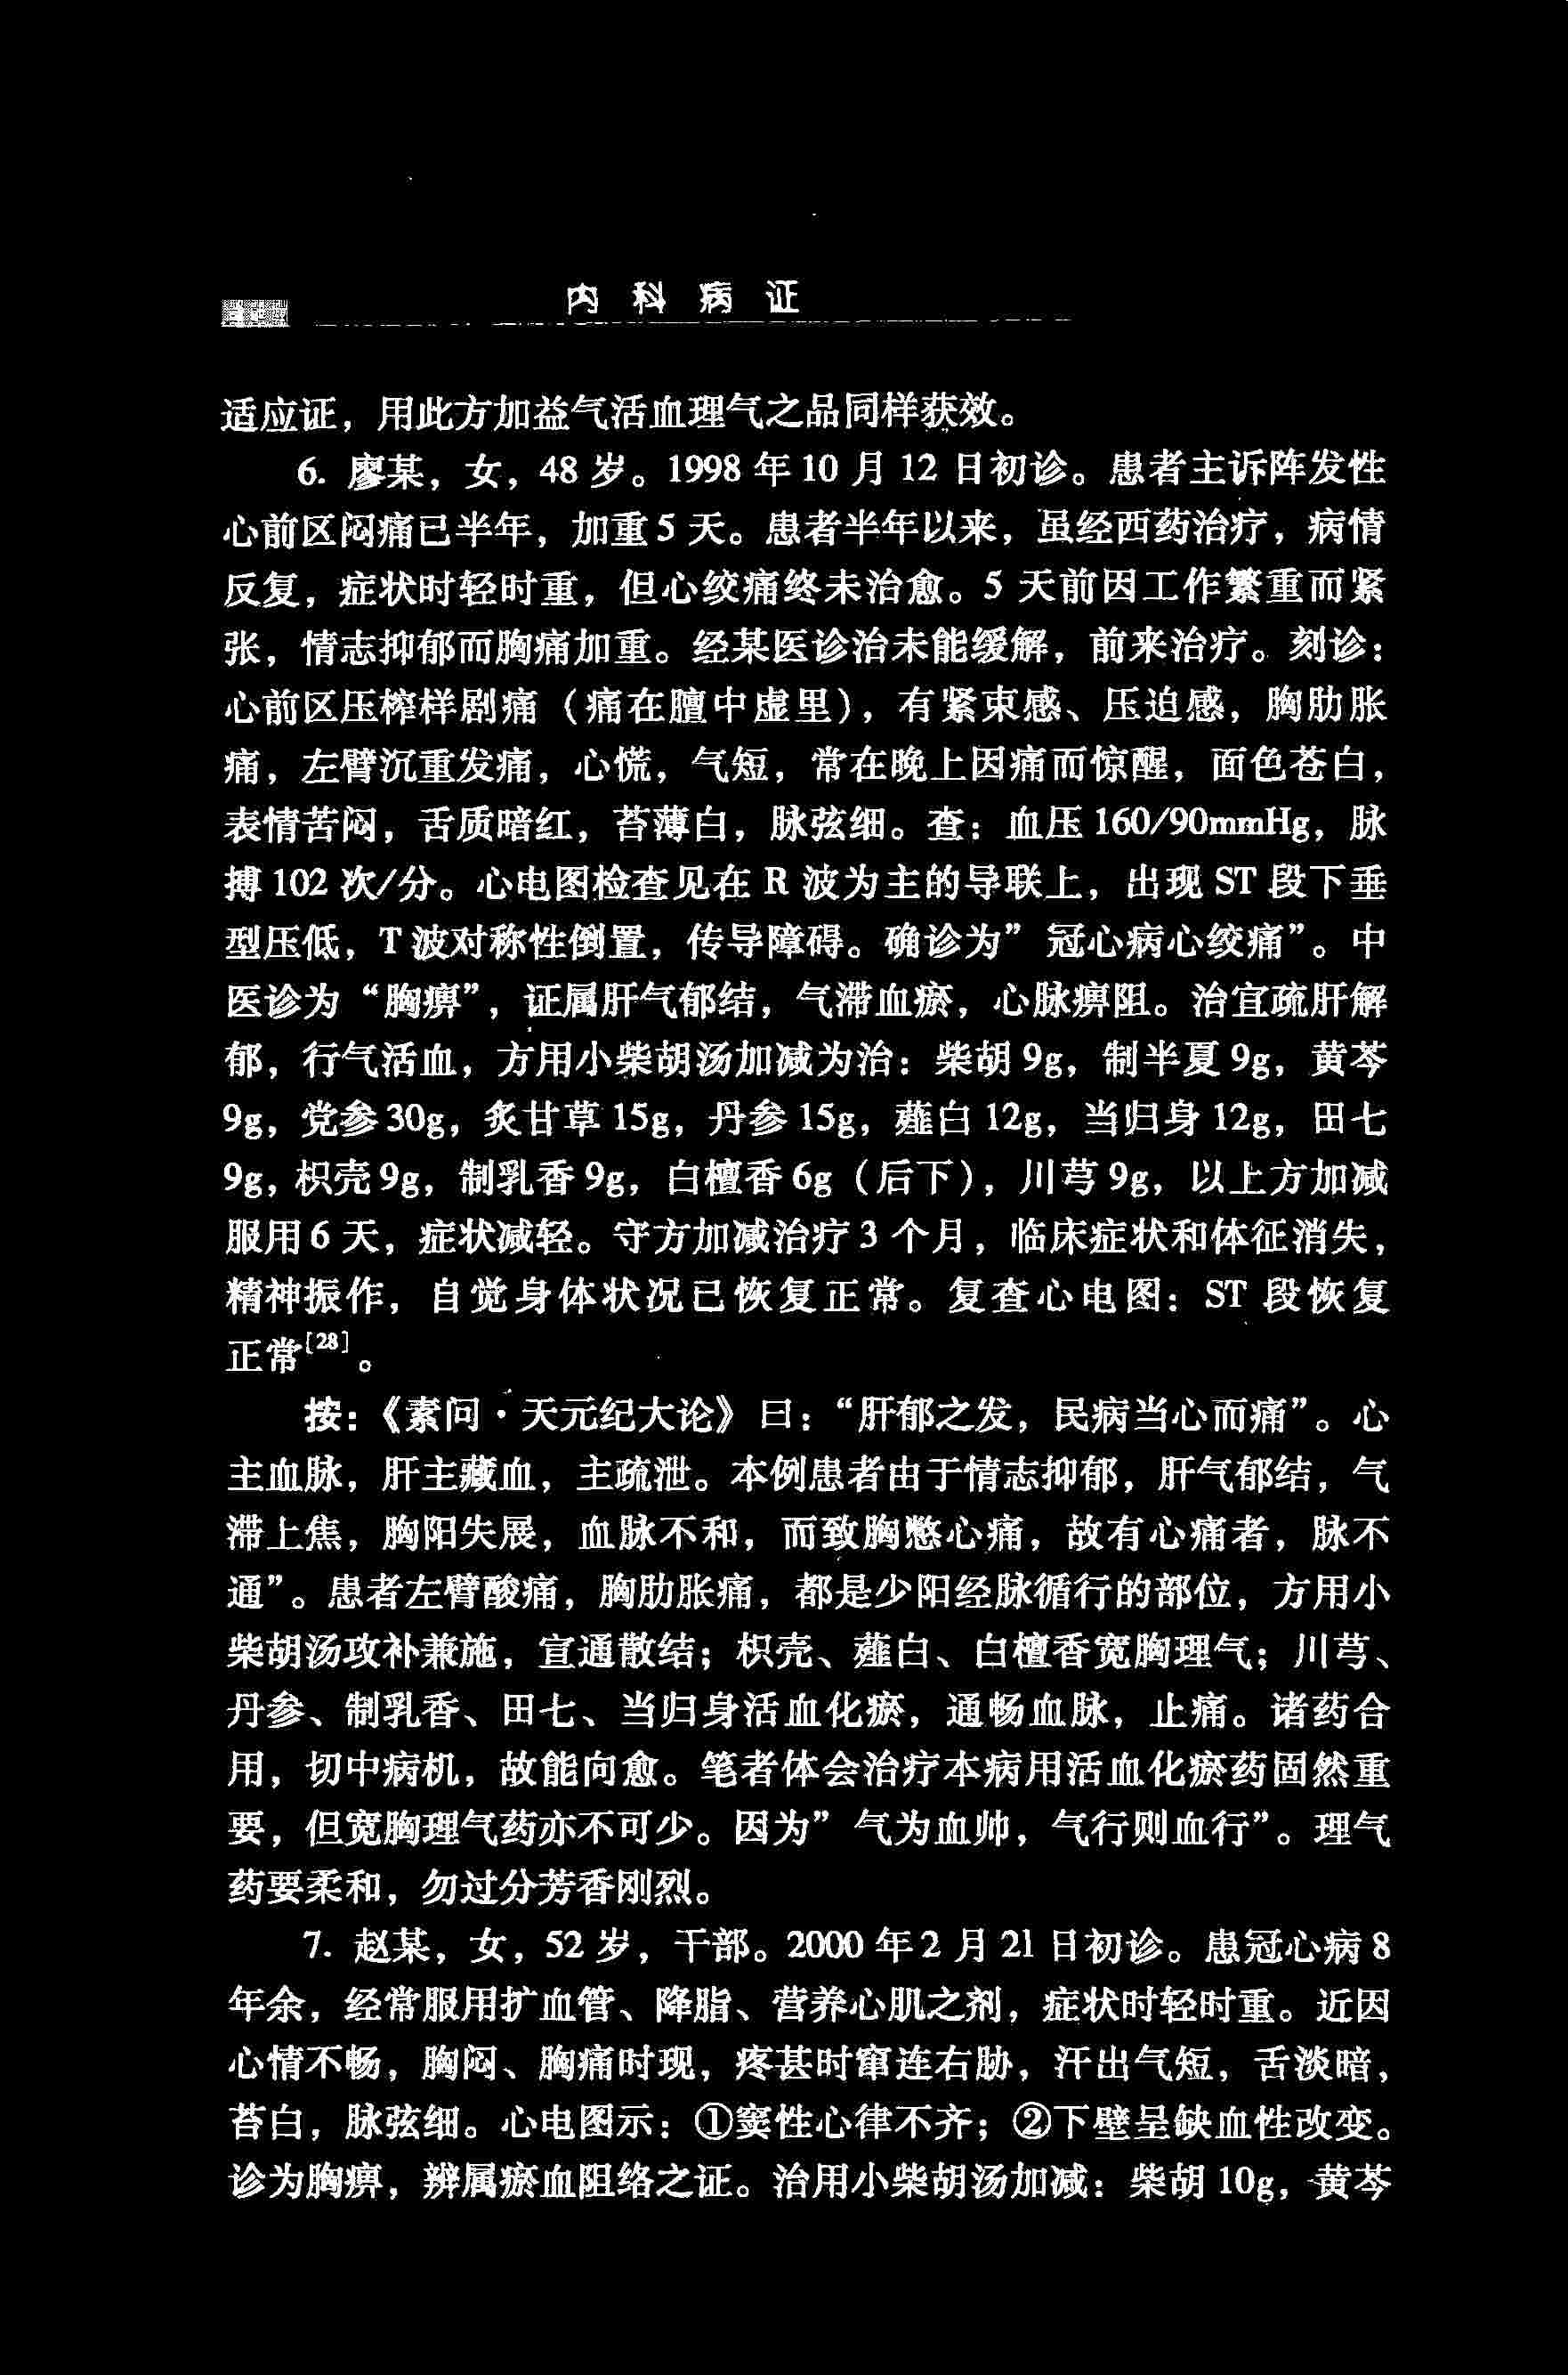 内科病证
适应证，用此方加益气活血理气之品同样获效。
6. 廖某，女，48岁。1998年10月12日初诊。患者主诉阵发性
心前区闷痛已半年，加重5天。患者半年以来，虽经西药治疗，病情
反复，症状时轻时重，但心绞痛终未治愈。5天前因工作繁重而紧
张，情志抑郁而胸痛加重。经某医诊治未能缓解，前来治疗。刻诊：
心前区压榨样剧痛（痛在膻中虚里），有紧束感、压迫感，胸肋胀
痛，左臂沉重发痛，心慌，气短，常在晚上因痛而惊醒，面色苍白，
表情苦闷，舌质暗红，苔薄白，脉弦细。查：血压160/90mmHg，脉
搏102次/分。心电图检查见在R波为主的导联上，出现ST段下垂
型压低，T波对称性倒置，传导障碍。确诊为”冠心病心绞痛”。中
医诊为“胸痹”，证属肝气郁结，气滞血瘀，心脉痹阻。治宜疏肝解
郁，行气活血，方用小柴胡汤加减为治：柴胡9g，制半夏9g，黄芩
9g，党参30g，炙甘草15g，丹参15g，薤白12g，当归身12g，田七
9g，枳壳9g，制乳香9g，白檀香6g（后下），川芎9g，以上方加减
服用6天，症状减轻。守方加减治疗3个月，临床症状和体征消失，
精神振作，自觉身体状况已恢复正常。复查心电图：ST段恢复
正常[28]。
按：《素问·天元纪大论》曰：“肝郁之发，民病当心而痛”。心
主血脉，肝主藏血，主疏泄。本例患者由于情志抑郁，肝气郁结，气
滞上焦，胸阳失展，血脉不和，而致胸憋心痛，故有心痛者，脉不
通”。患者左臂酸痛，胸肋胀痛，都是少阳经脉循行的部位，方用小
柴胡汤攻补兼施，宣通散结；枳壳、薤白、白檀香宽胸理气；川芎、
丹参、制乳香、田七、当归身活血化瘀，通畅血脉，止痛。诸药合
用，切中病机，故能向愈。笔者体会治疗本病用活血化瘀药固然重
要，但宽胸理气药亦不可少。因为”气为血帅，气行则血行”。理气
药要柔和，勿过分芳香刚烈。
7. 赵某，女，52岁，干部。2000年2月21日初诊。患冠心病8
年余，经常服用扩血管、降脂、营养心肌之剂，症状时轻时重。近因
心情不畅，胸闷、胸痛时现，疼甚时窜连右胁，汗出气短，舌淡暗，
苔白，脉弦细。心电图示：①窦性心律不齐；②下壁呈缺血性改变。
诊为胸痹，辨属瘀血阻络之证。治用小柴胡汤加减：柴胡10g，黄芩